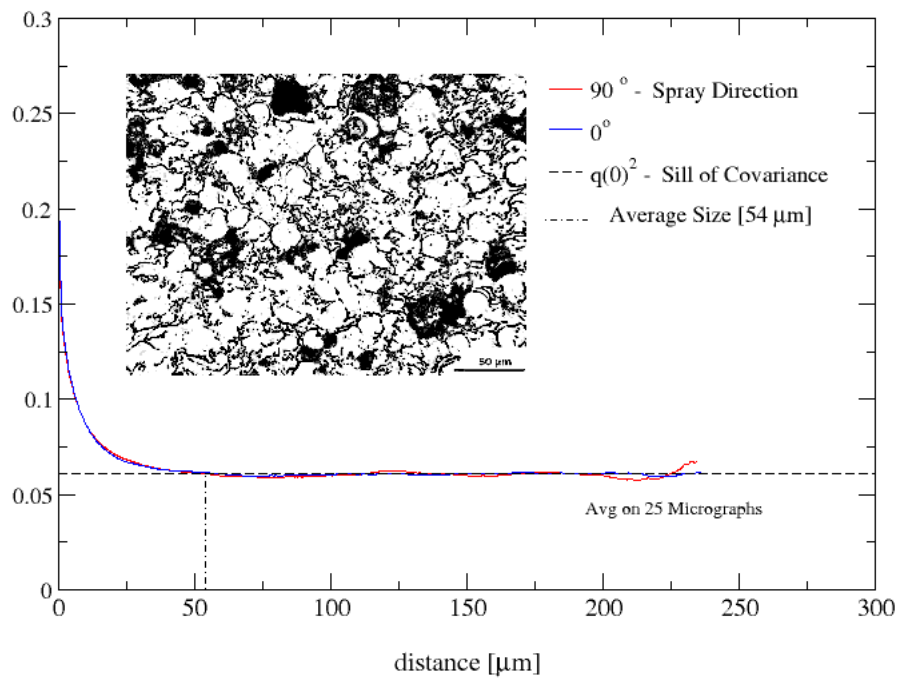 0.3
0.25
0.2
0.15
0.1
0.05
0
90 ° - Spray Direction
0°
q(0)² - Sill of Covariance
Average Size [54 μm]
50 μm
Avg on 25 Micrographs
0 50 100 150 200 250 300
distance [μm]